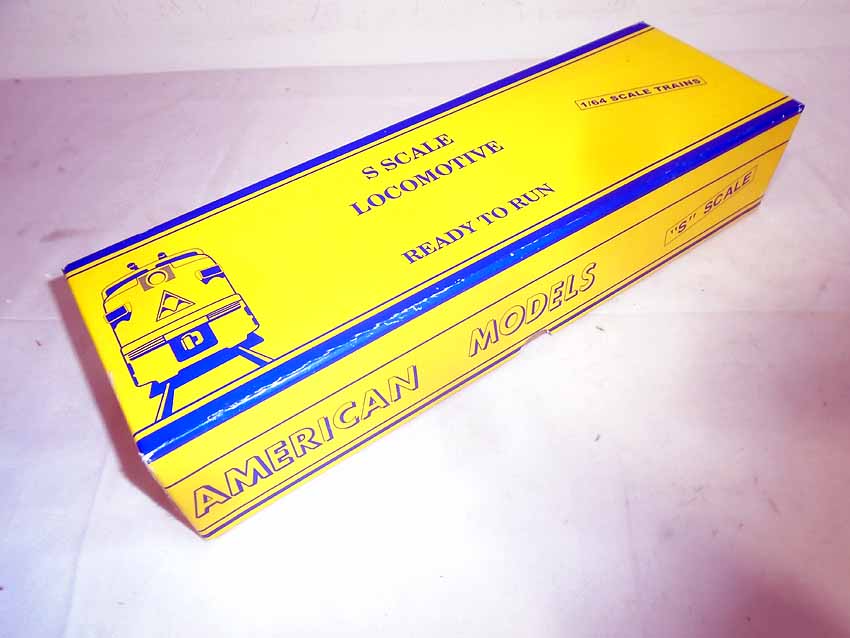 1/64 SCALE TRAINS
S SCALE
LOCOMOTIVE
READY TO RUN
AMERICAN MODELS
"S" SCALE